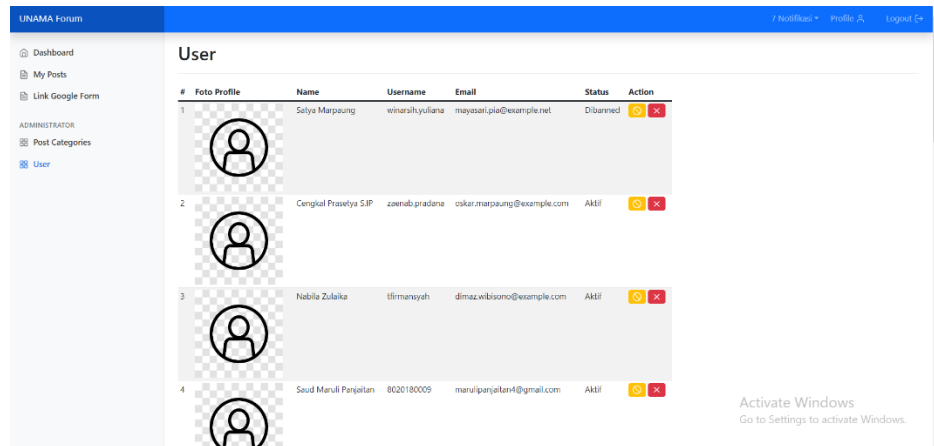 UNAMA Forum
7 Notifikasi Profile Logout
Dashboard
My Posts
Link Google Form
ADMINISTRATOR
Post Categories
User
User
# Foto Profile Name Username Email Status Action
1 Satya Marpaung winarsih.yuliana mayasari.pia@example.net Dibanned
2 Cengkal Prasetya S.IP zaenab.pradana oskar.marpaung@example.com Aktif
3 Nabila Zulaika tfirmansyah dimaz.wibisono@example.com Aktif
4 Saud Maruli Panjaitan 8020180009 marulipanjaitan4@gmail.com Aktif
Activate Windows
Go to Settings to activate Windows.